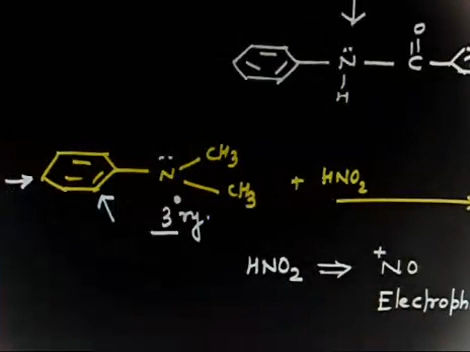 O
N̈ — C
H
N̈ CH₃
CH₃ + HNO₂
3° ry.
HNO₂ ⇒ ⁺NO
Electroph